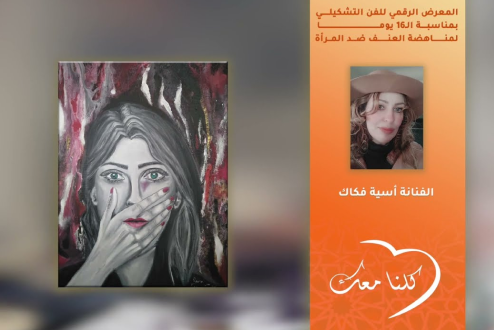 المعرض الرقمي للفن التشكيلي
بمناسبة الـ16 يوما
لمناهضة العنف ضد المرأة
الفنانة أسية فكاك
كلنا معك